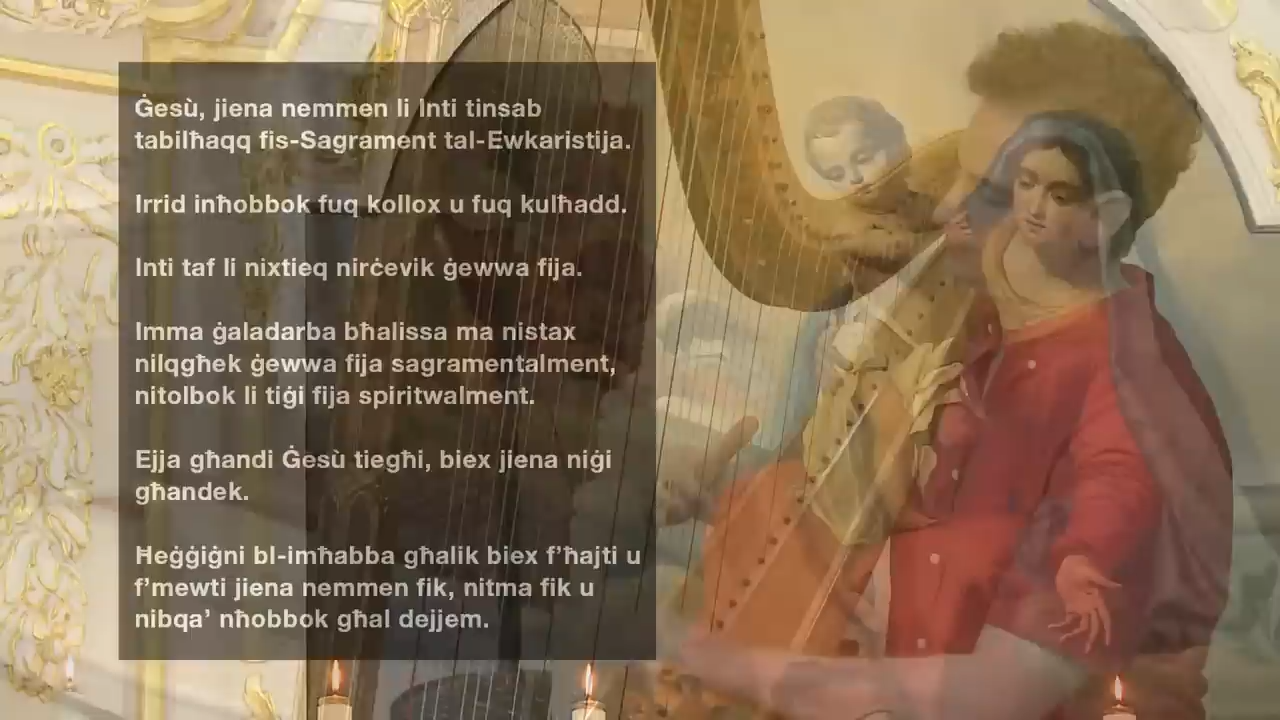 Ġesù, jiena nemmen li Inti tinsab
tabilħaqq fis-Sagrament tal-Ewkaristija.
Irrid inħobbok fuq kollox u fuq kulħadd.
Inti taf li nixtieq nirċevik ġewwa fija.
Imma ġaladarba bħalissa ma nistax
nilqgħek ġewwa fija sagramentalment,
nitolbok li tiġi fija spiritwalment.
Ejja għandi Ġesù tiegħi, biex jiena niġi
għandek.
Ħeġġiġni bl-imħabba għalik biex f’ħajti u
f’mewti jiena nemmen fik, nitma fik u
nibqa’ nħobbok għal dejjem.